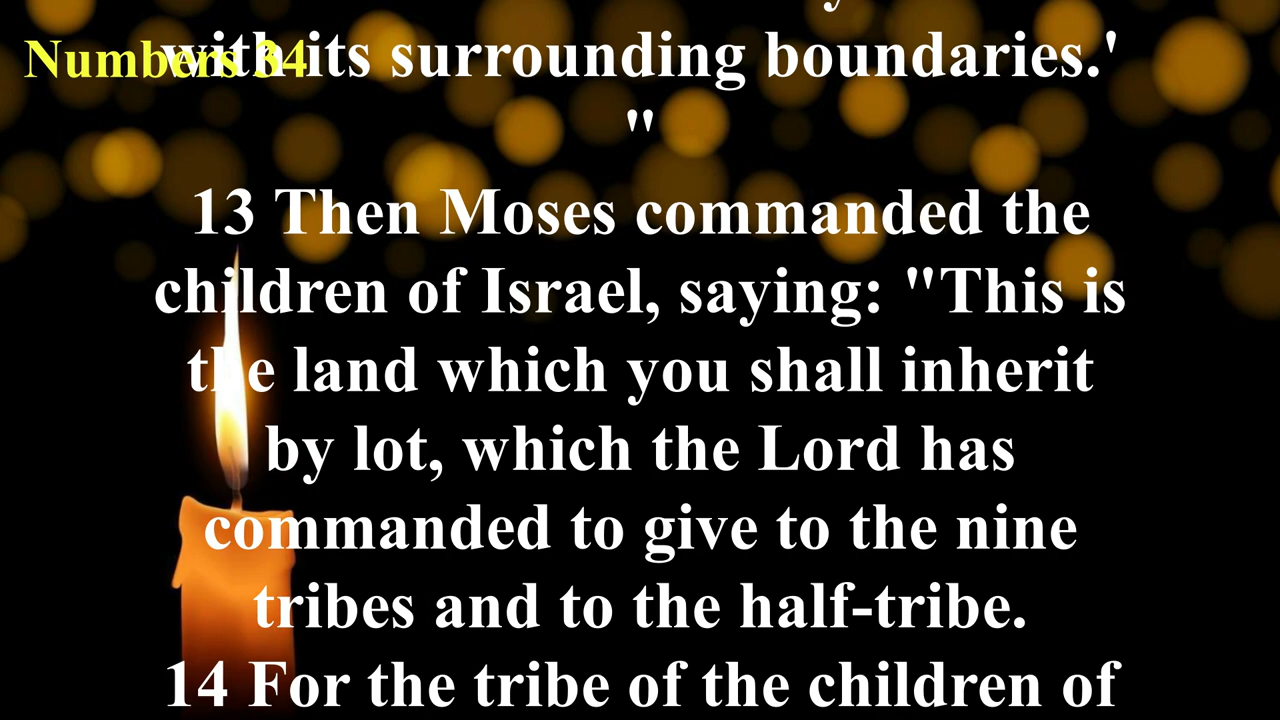 Numbers 34
with its surrounding boundaries.'
"
13 Then Moses commanded the
children of Israel, saying: "This is
the land which you shall inherit
by lot, which the Lord has
commanded to give to the nine
tribes and to the half-tribe.
14 For the tribe of the children of